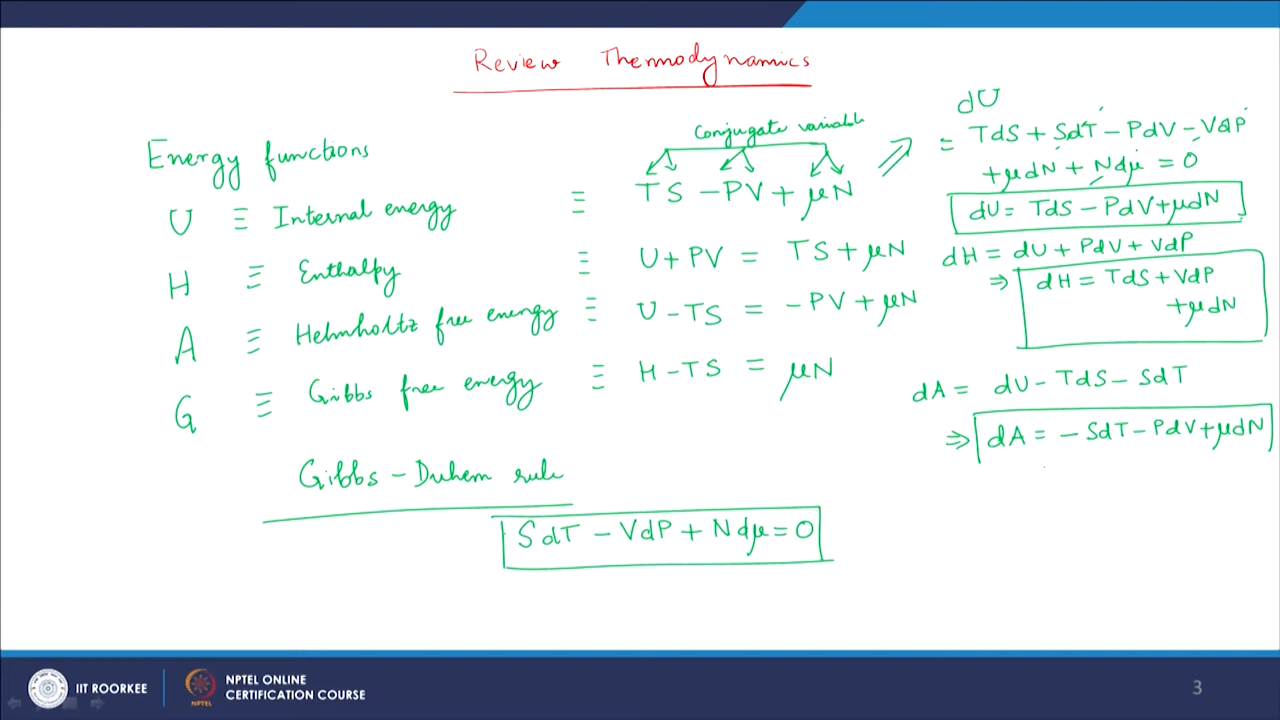 Review Thermodynamics
Energy functions
Conjugate variable
U ≡ Internal energy ≡ TS - PV + μN
H ≡ Enthalpy ≡ U + PV = TS + μN
A ≡ Helmholtz free energy ≡ U - TS = - PV + μN
G ≡ Gibbs free energy ≡ H - TS = μN
Gibbs - Duhem rule
SdT - VdP + Ndμ = 0
dU
= TdS + SdT - PdV - VdP
+ μdN + Ndμ = 0
dU = TdS - PdV + μdN
dH = dU + PdV + VdP
⇒ dH = TdS + VdP
+ μdN
dA = dU - TdS - SdT
⇒ dA = - SdT - PdV + μdN
IIT ROORKEE
NPTEL
NPTEL ONLINE
CERTIFICATION COURSE
3